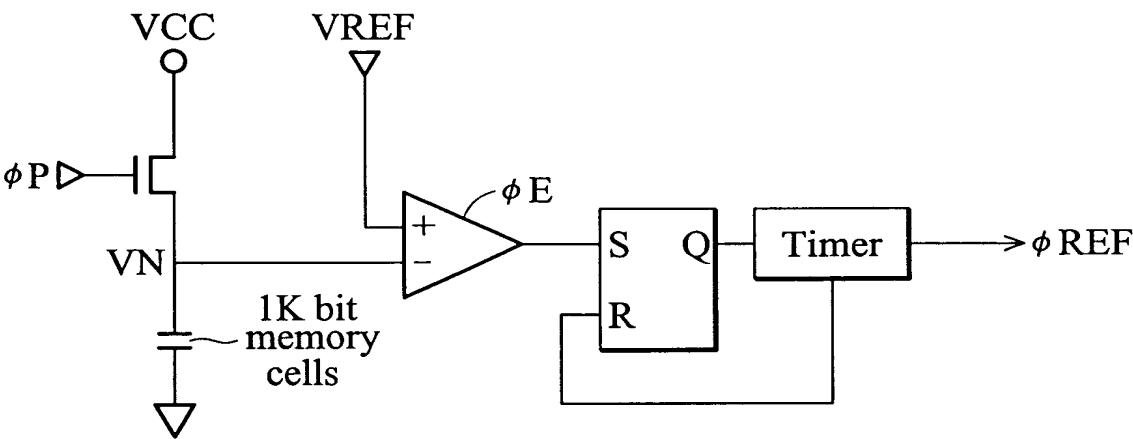 VCC
VREF
ϕP
ϕE
+
−
VN
S
Q
R
Timer
ϕREF
1K bit
memory
cells